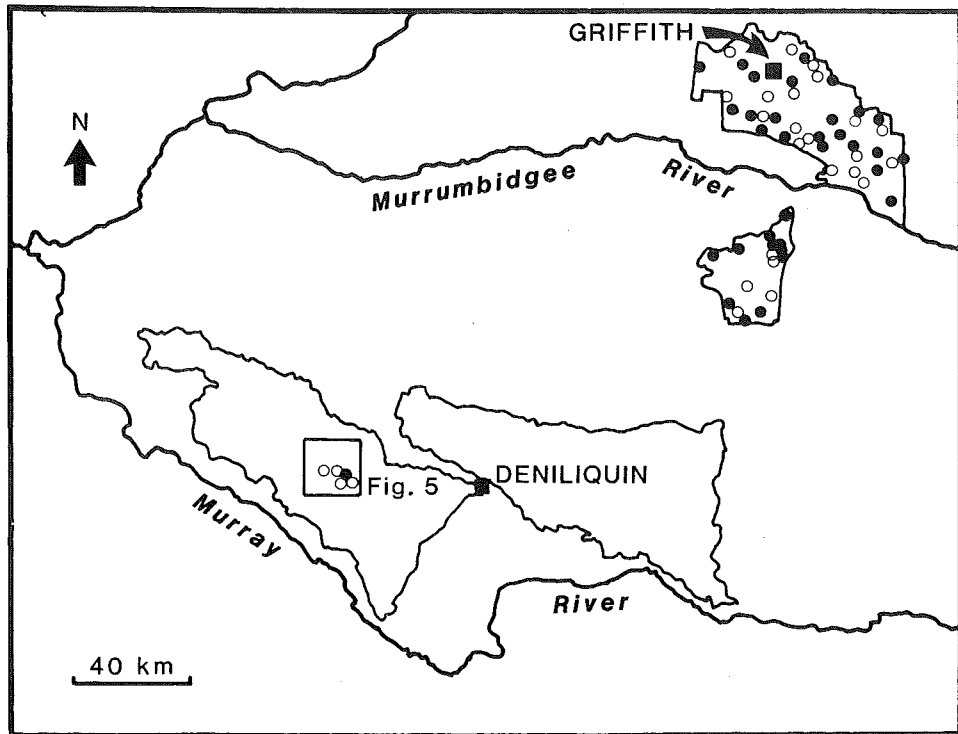 GRIFFITH
N
Murrumbidgee River
DENILIQUIN
Fig. 5
Murray River
40 km